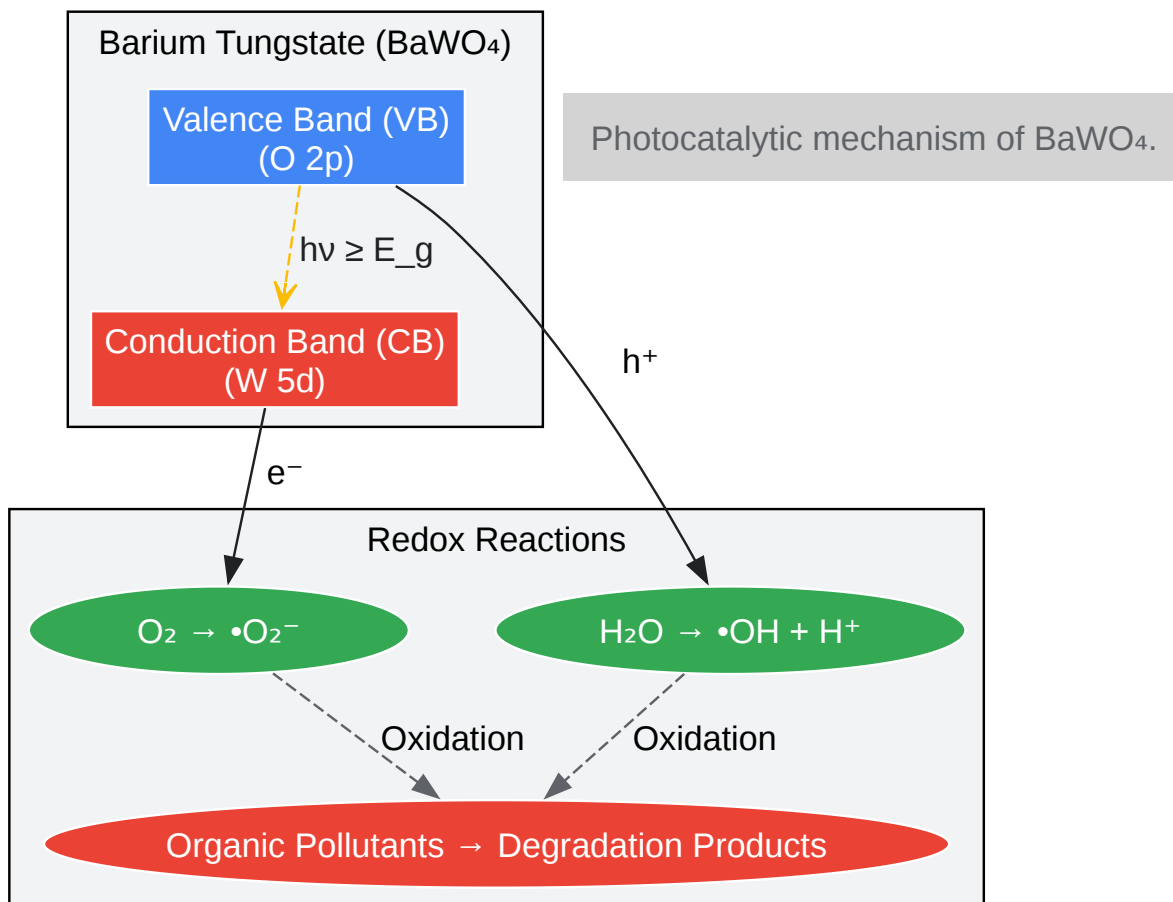 Barium Tungstate (BaWO₄)
Valence Band (VB)
(O 2p)
Photocatalytic mechanism of BaWO₄.
hν ≥ E_g
Conduction Band (CB)
(W 5d)
h⁺
e⁻
Redox Reactions
O₂ → •O₂⁻
H₂O → •OH + H⁺
Oxidation
Oxidation
Organic Pollutants → Degradation Products